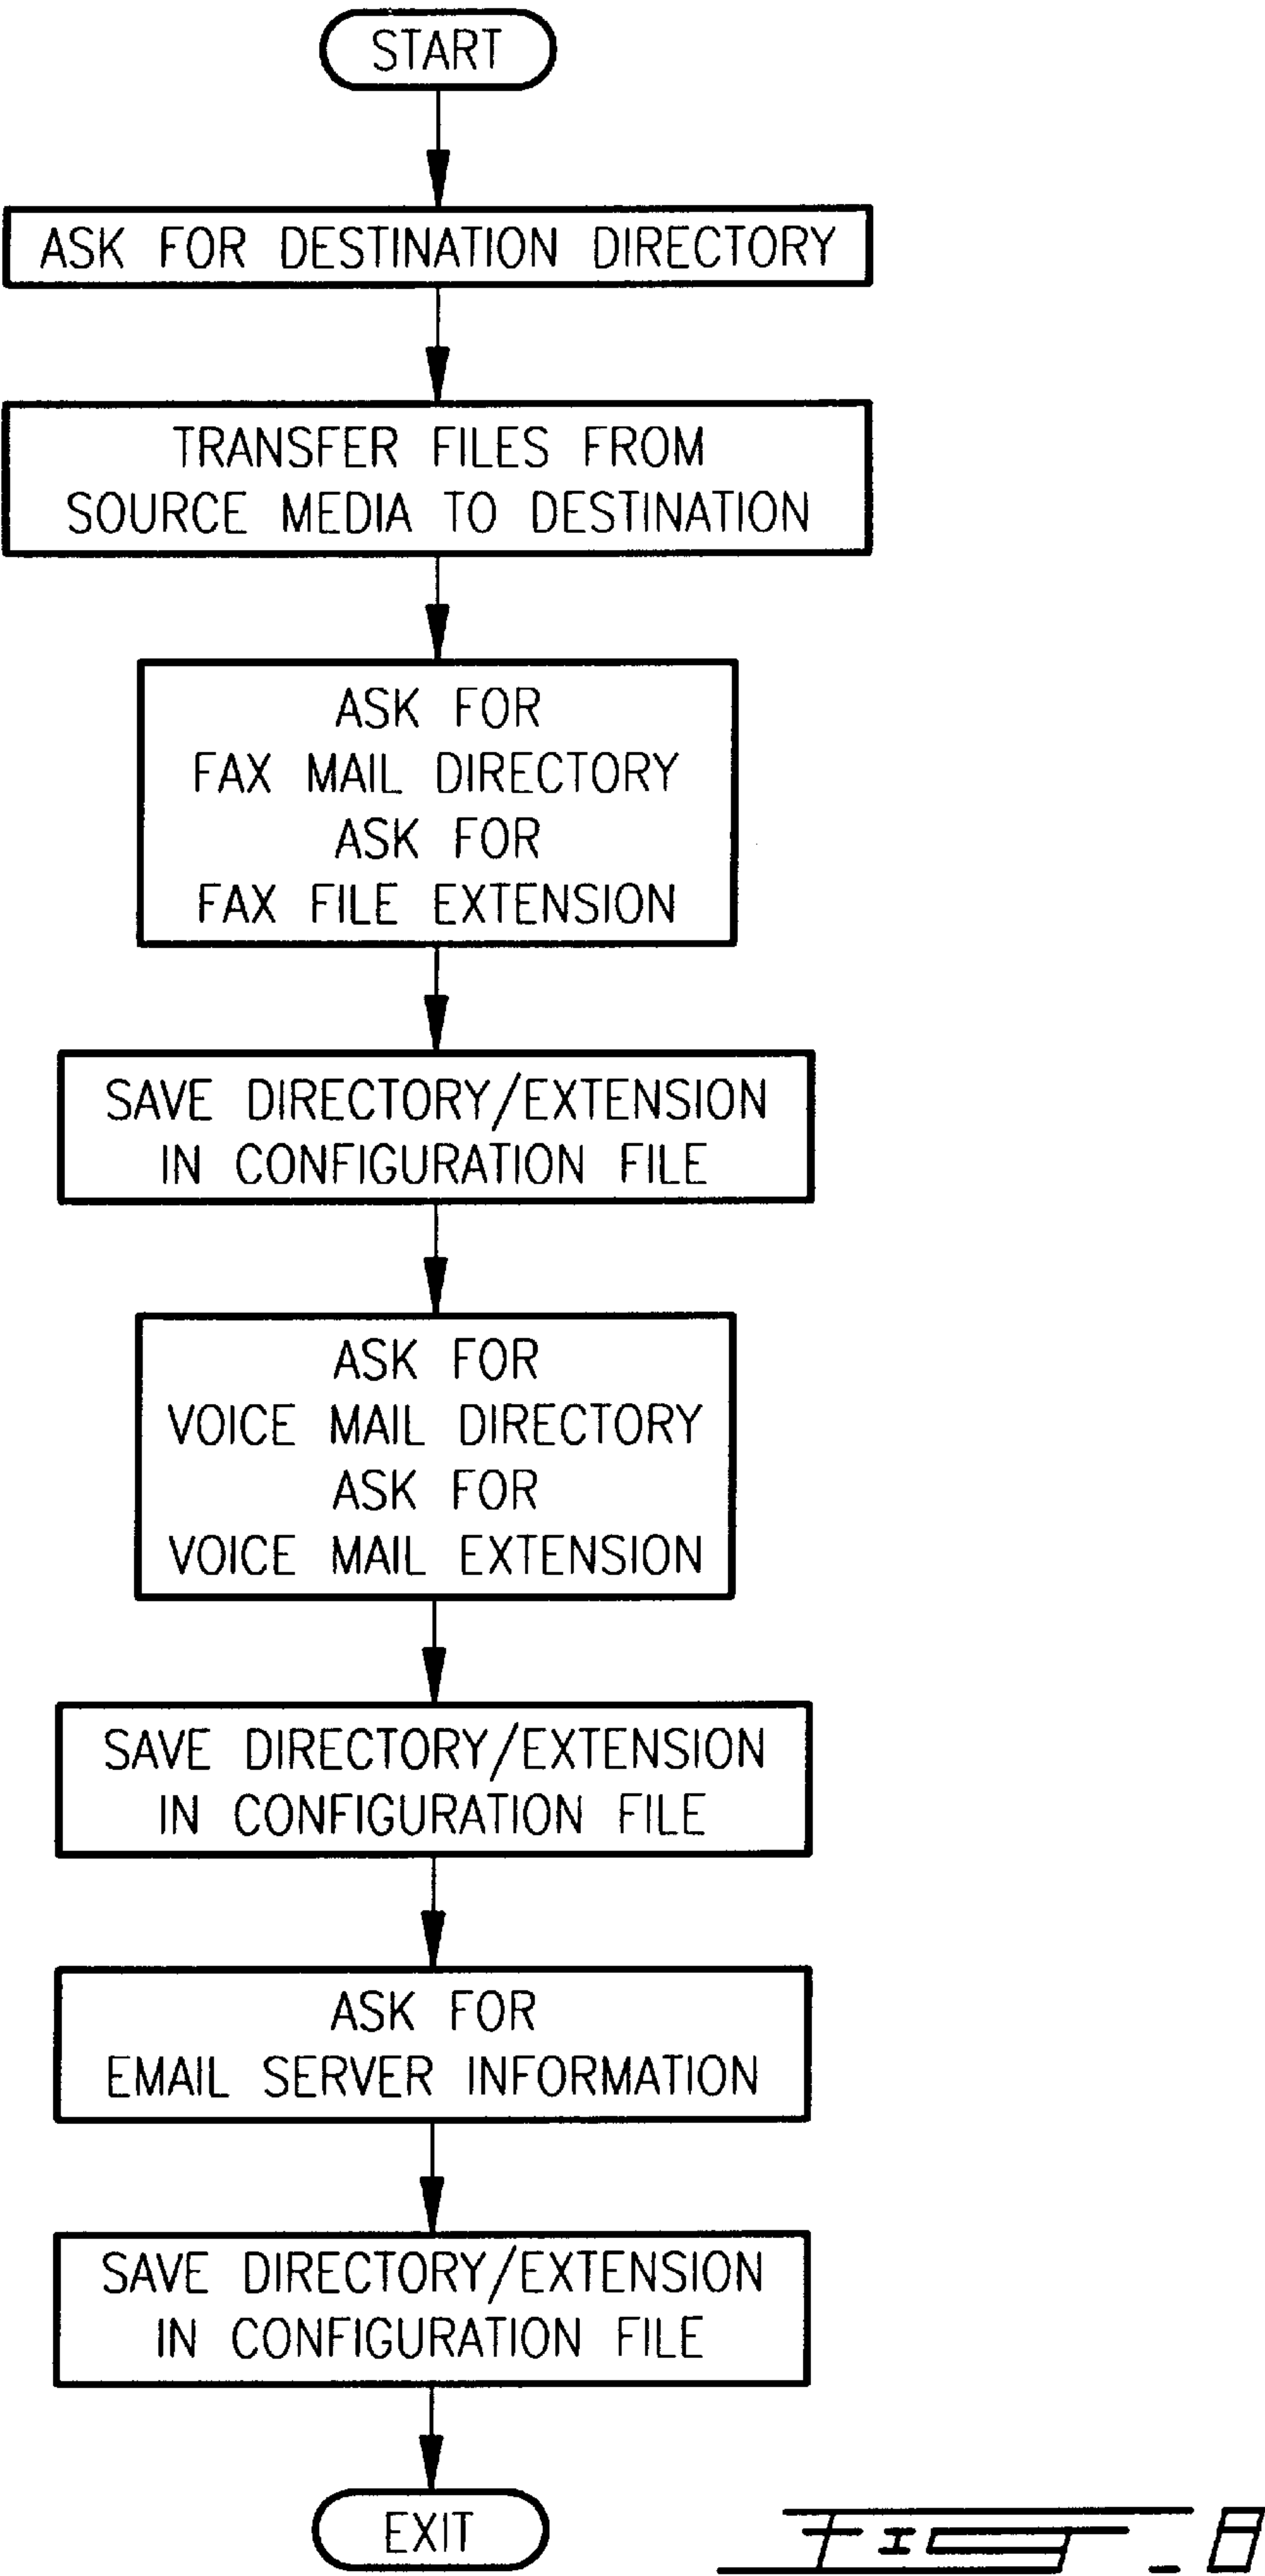 START
ASK FOR DESTINATION DIRECTORY
TRANSFER FILES FROM
SOURCE MEDIA TO DESTINATION
ASK FOR
FAX MAIL DIRECTORY
ASK FOR
FAX FILE EXTENSION
SAVE DIRECTORY/EXTENSION
IN CONFIGURATION FILE
ASK FOR
VOICE MAIL DIRECTORY
ASK FOR
VOICE MAIL EXTENSION
SAVE DIRECTORY/EXTENSION
IN CONFIGURATION FILE
ASK FOR
EMAIL SERVER INFORMATION
SAVE DIRECTORY/EXTENSION
IN CONFIGURATION FILE
EXIT
FIG_8